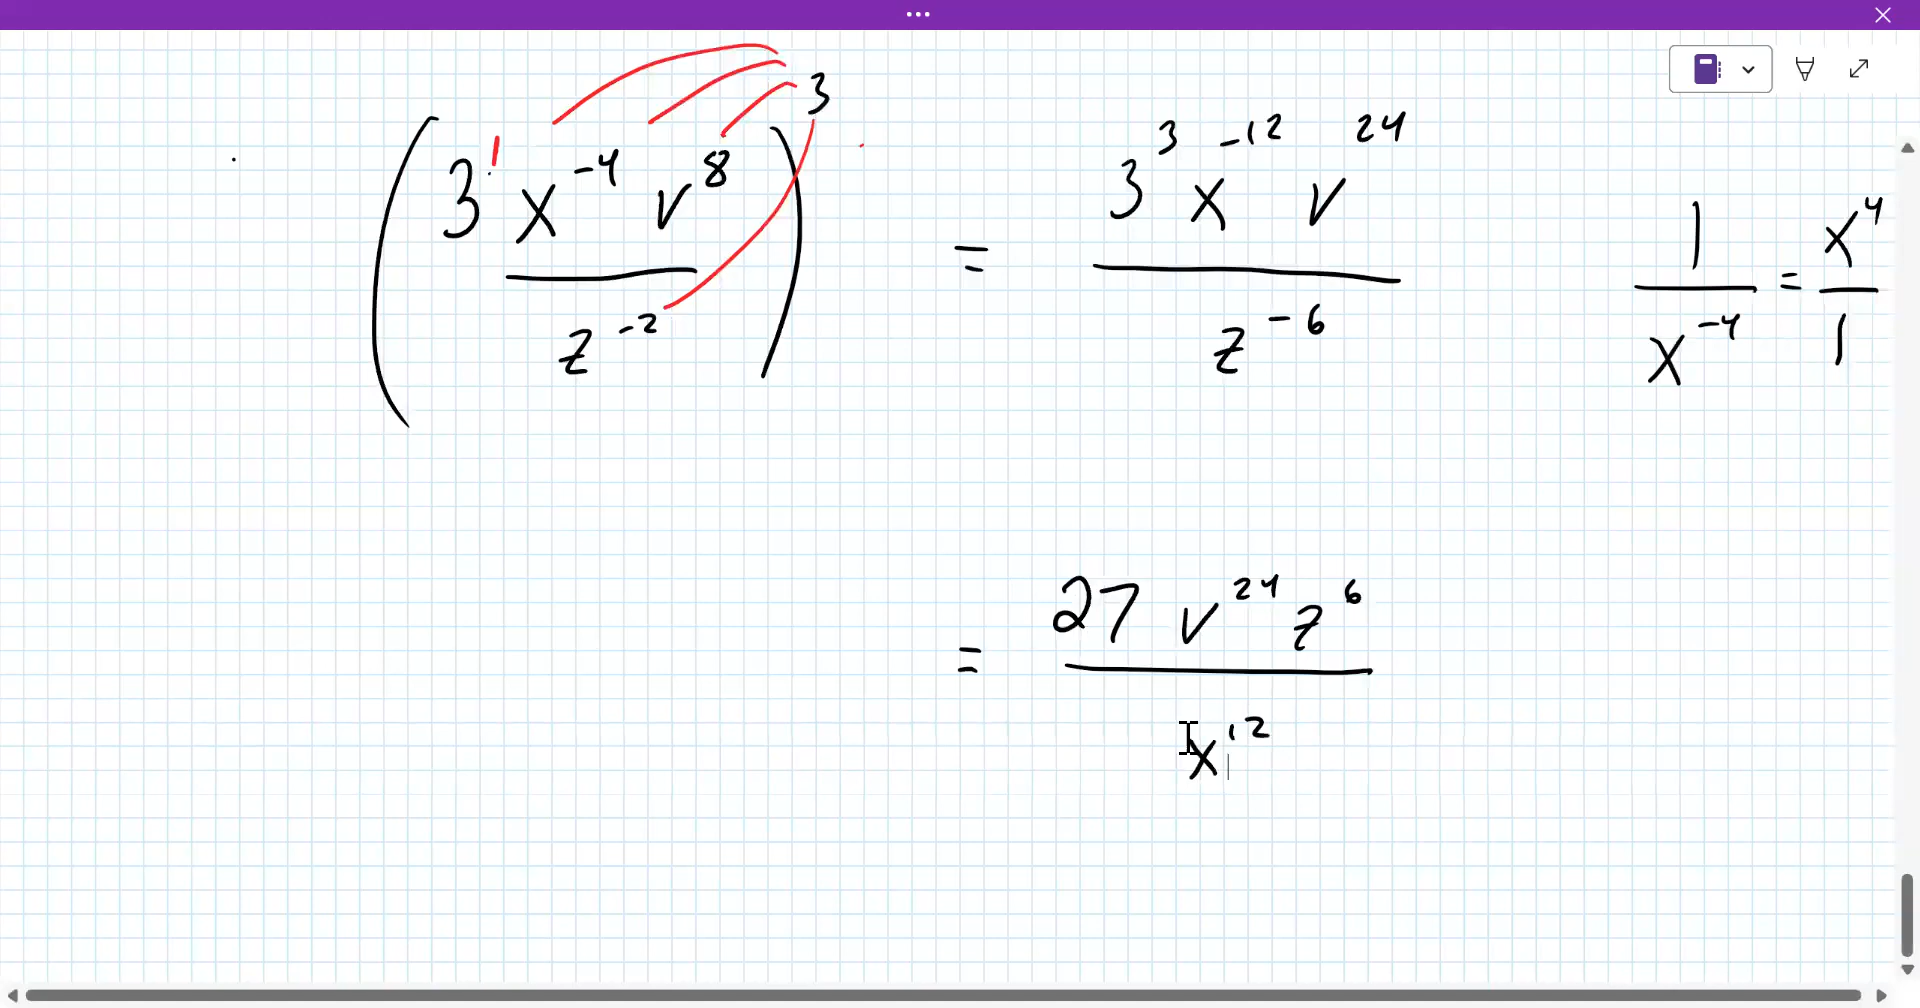 (3¹ x⁻⁴ v⁸ / z⁻²)³ = 3³ x⁻¹² v²⁴ / z⁻⁶
1 / x⁻⁴ = x⁴ / 1
= 27 v²⁴ z⁶ / x¹²